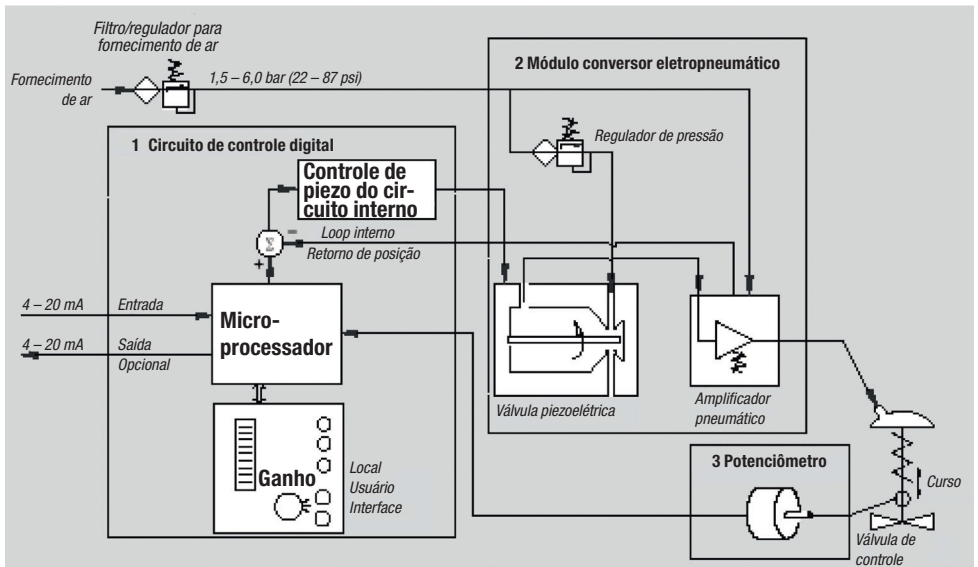 Filtro/regulador para
fornecimento de ar
Fornecimento
de ar
1,5 – 6,0 bar (22 – 87 psi)
2 Módulo conversor eletropneumático
Regulador de pressão
1 Circuito de controle digital
Controle de
piezo do cir-
cuito interno
Σ
–
+
Loop interno
Retorno de posição
4 – 20 mA
Entrada
Micro-
processador
4 – 20 mA
Saída
Opcional
Válvula piezoelétrica
Amplificador
pneumático
Ganho
Local
Usuário
Interface
3 Potenciômetro
Curso
Válvula de
controle